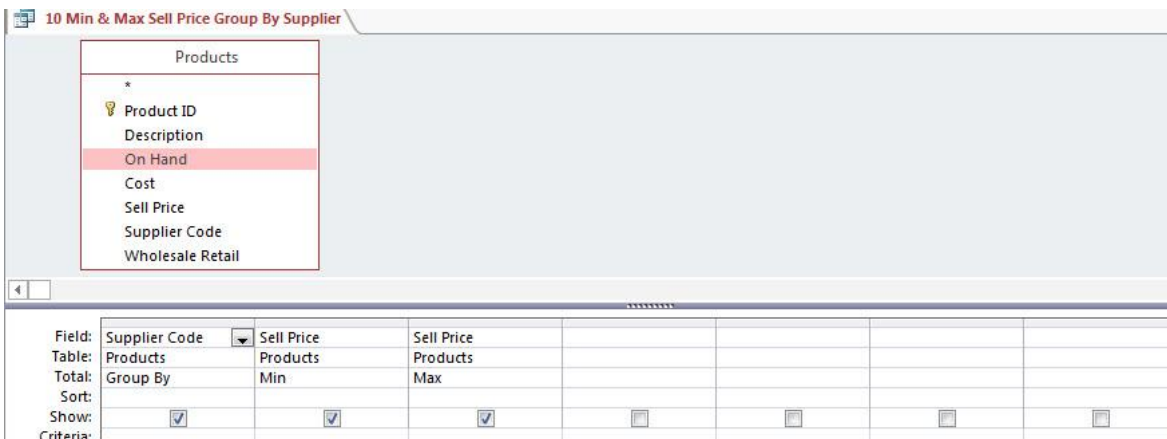 10 Min & Max Sell Price Group By Supplier
Products
*
Product ID
Description
On Hand
Cost
Sell Price
Supplier Code
Wholesale Retail
Field: Supplier Code Sell Price Sell Price
Table: Products Products Products
Total: Group By Min Max
Sort:
Show:
Criteria: